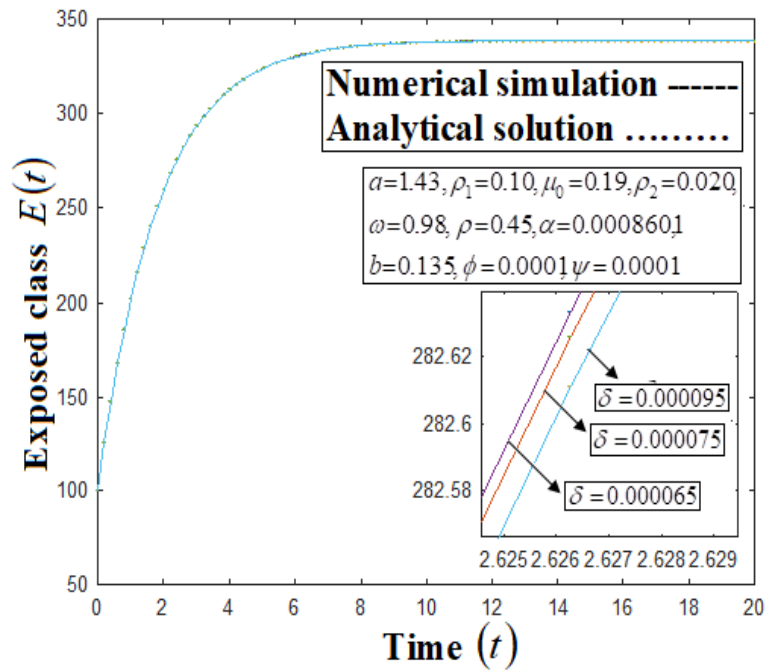 350
300
250
200
150
100
50
Exposed class E(t)
Numerical simulation ------
Analytical solution .........
a=1.43, ρ₁=0.10, μ₀=0.19, ρ₂=0.020,
ω=0.98, ρ=0.45, α=0.000860,1
b=0.135, ϕ=0.0001, ψ=0.0001
282.62
282.6
282.58
δ=0.000095
δ=0.000075
δ=0.000065
2.625 2.626 2.627 2.628 2.629
0 2 4 6 8 10 12 14 16 18 20
Time (t)